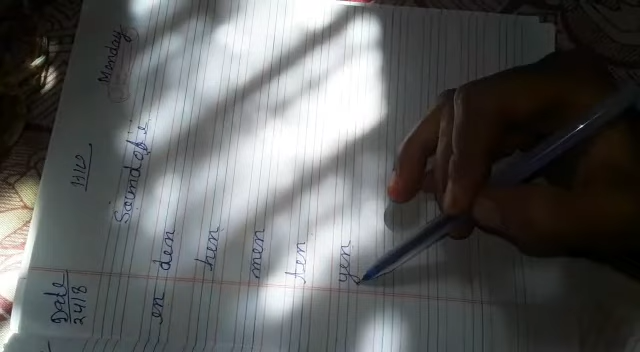 Date
24/8
H.W
Monday
Sound of :- e
en den
hen
men
ten
yen